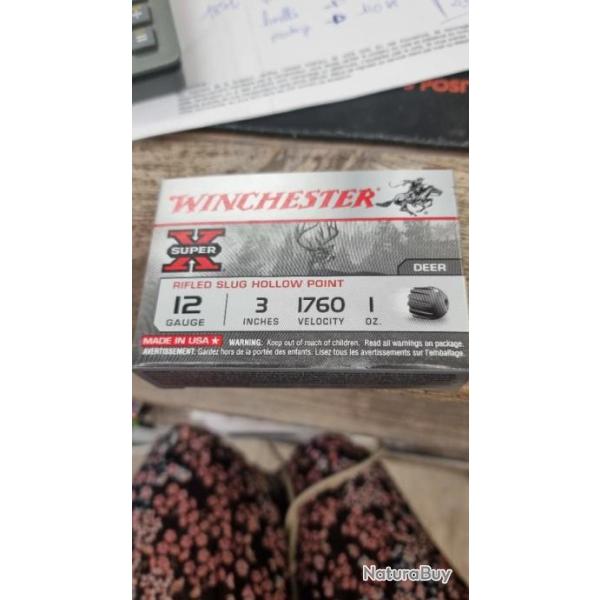 POSI
WINCHESTER
SUPER X
DEER
RIFLED SLUG HOLLOW POINT
12 3 1760 1
GAUGE INCHES VELOCITY OZ.
MADE IN USA WARNING: Keep out of reach of children. Read all warnings on package.
AVERTISSEMENT: Gardez hors de la portée des enfants. Lisez tous les avertissements sur l'emballage.
NaturaBuy